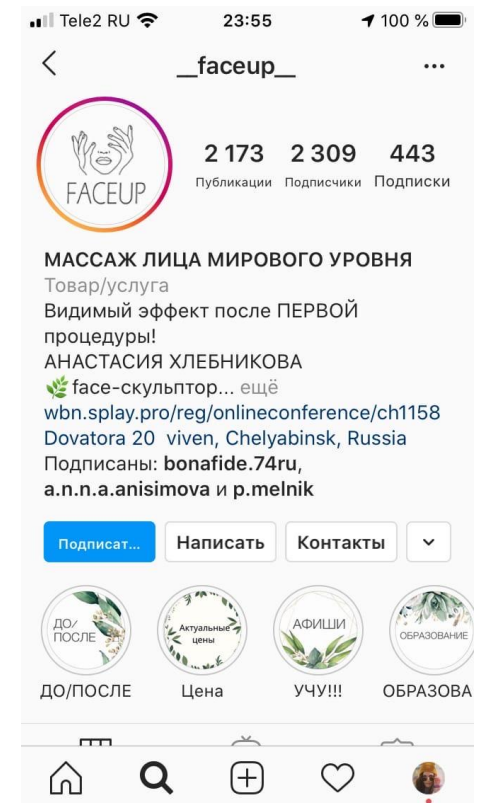 Tele2 RU 23:55 100 %
__faceup__
FACEUP
2 173 2 309 443
Публикации Подписчики Подписки
МАССАЖ ЛИЦА МИРОВОГО УРОВНЯ
Товар/услуга
Видимый эффект после ПЕРВОЙ
процедуры!
АНАСТАСИЯ ХЛЕБНИКОВА
face-скульптор... ещё
wbn.splay.pro/reg/onlineconference/ch1158
Dovatora 20 viven, Chelyabinsk, Russia
Подписаны: bonafide.74ru,
a.n.n.a.anisimova и p.melnik
Подписат... Написать Контакты
ДО/
ПОСЛЕ
Актуальные
цены
АФИШИ
ОБРАЗОВАНИЕ
ДО/ПОСЛЕ Цена УЧУ!!! ОБРАЗОВА